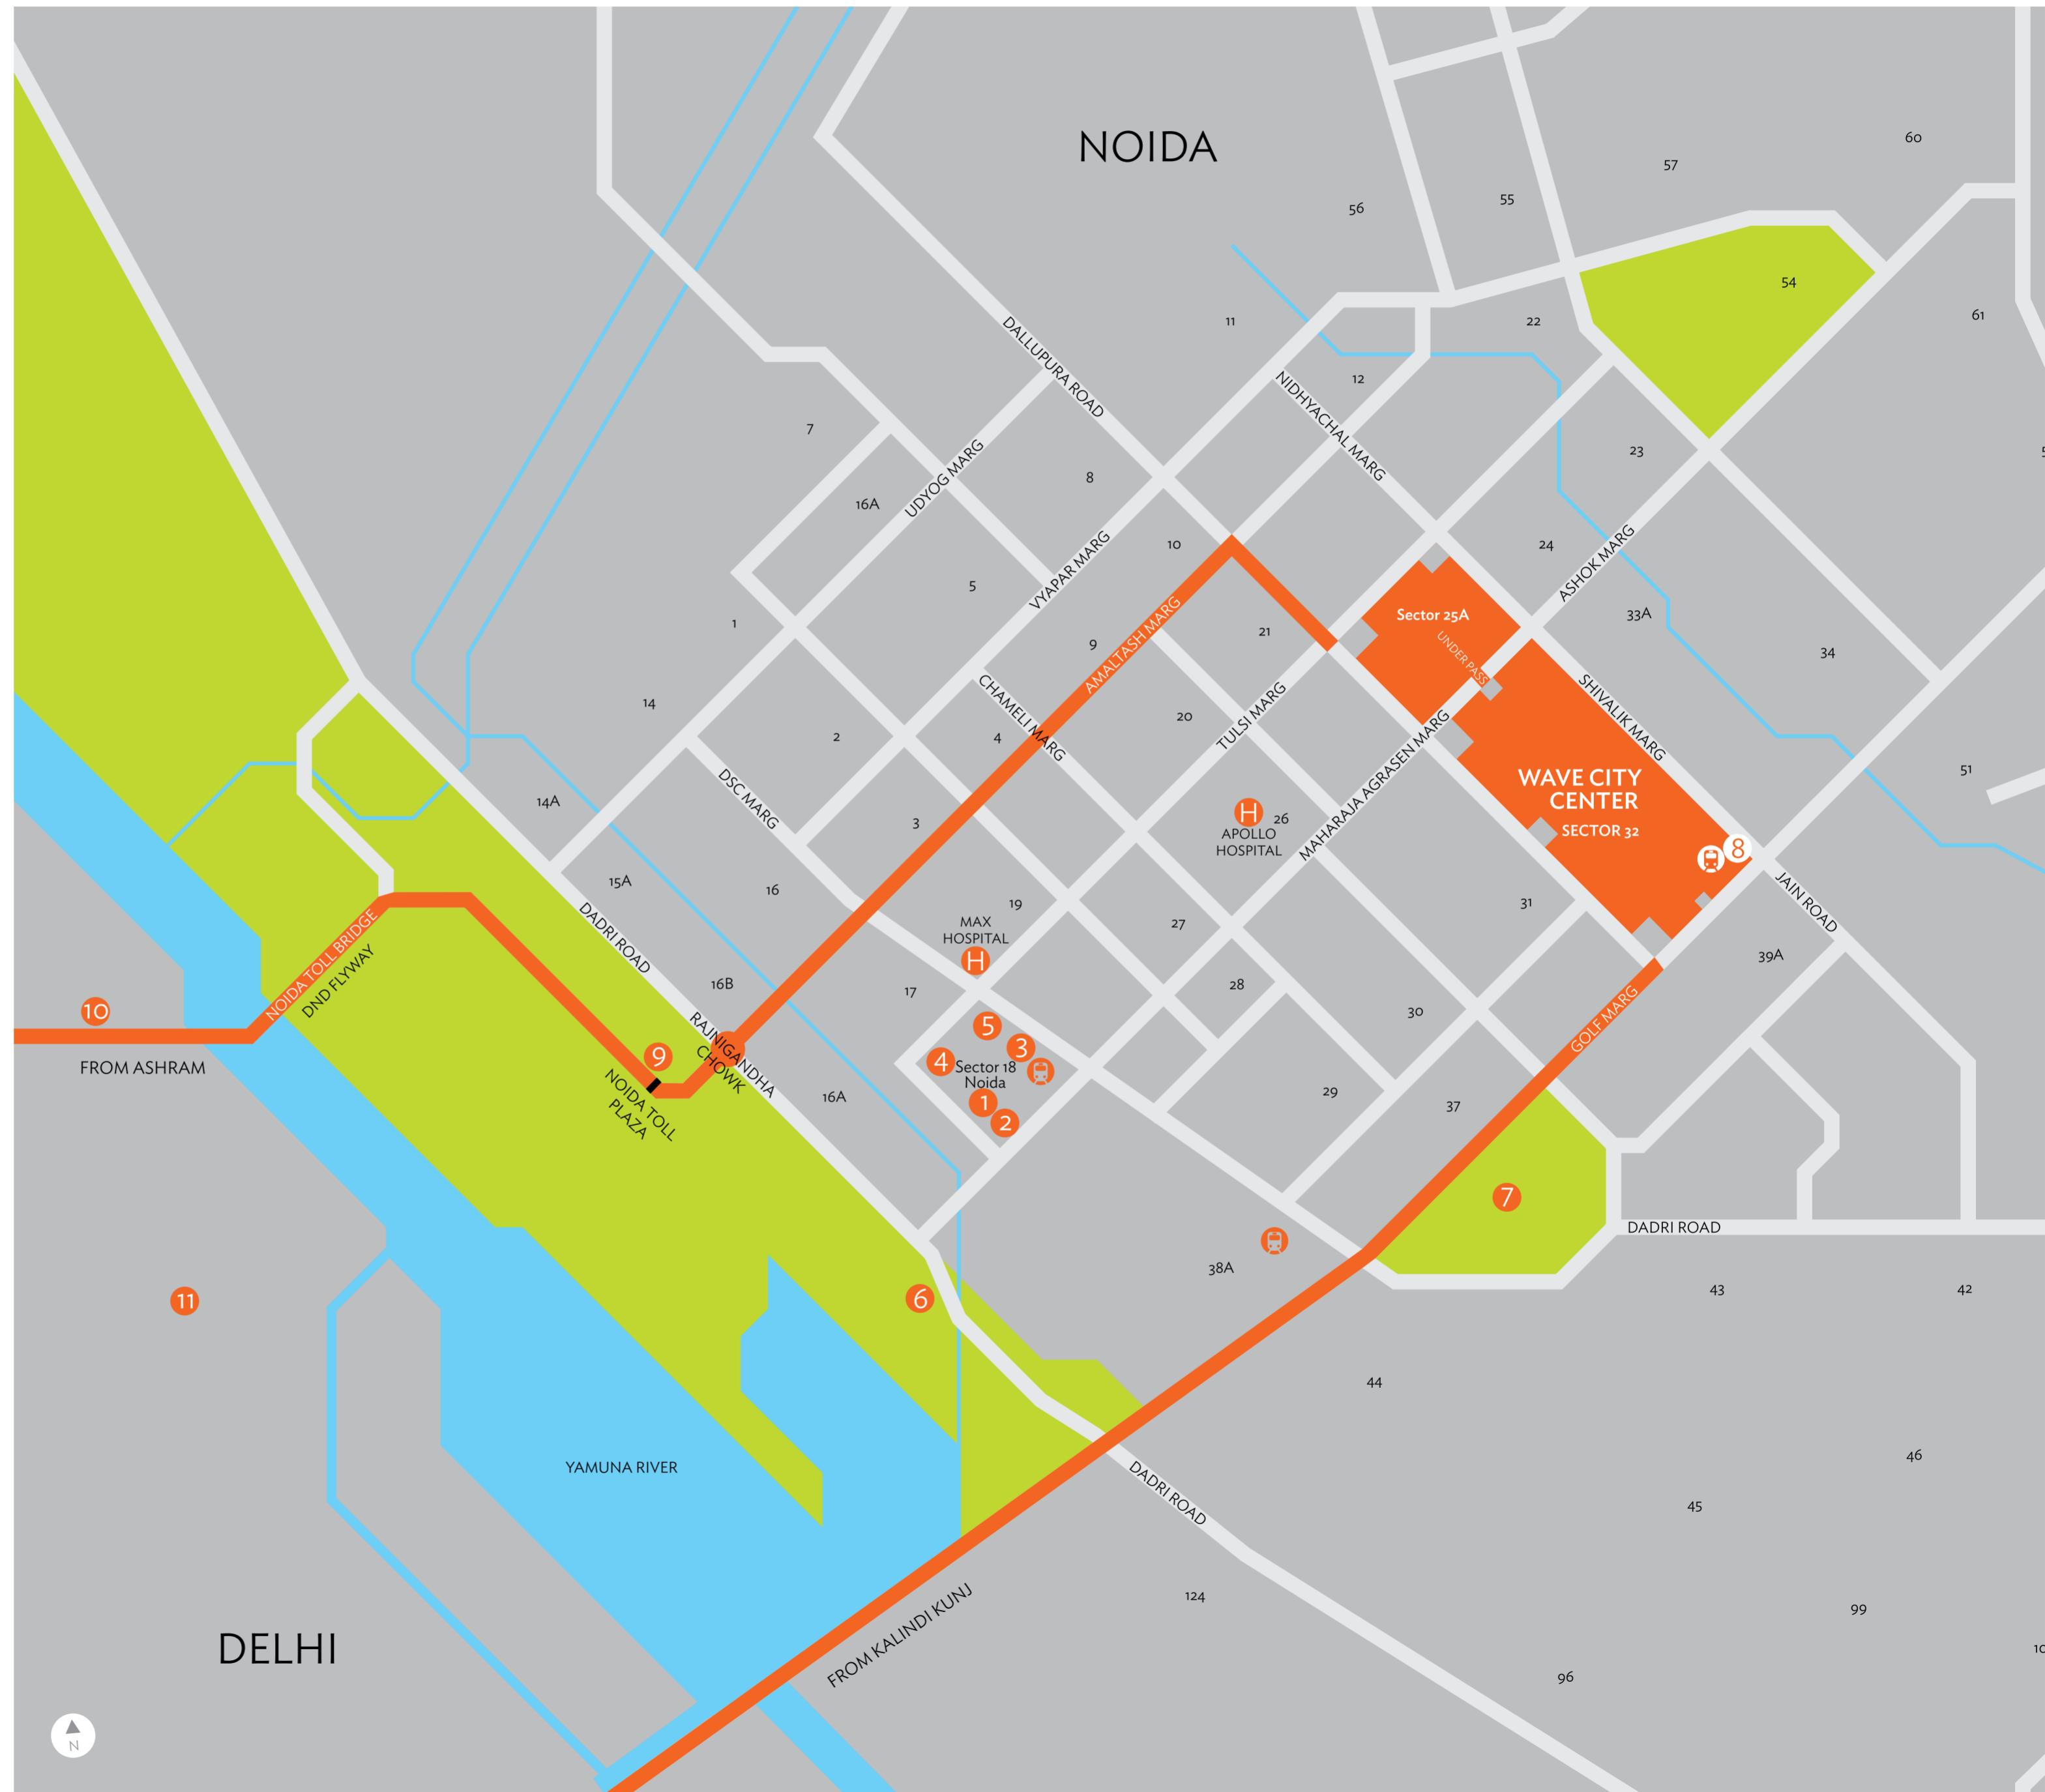 NOIDA
60
57
55
56
54
61
11
22
DALLUPURA ROAD
12
NIDHYACHAL MARG
7
23
8
UDYOG MARG
16A
10
24
VYAPAR MARG
ASHOK MARG
5
AMALTASH MARG
Sector 25A
33A
1
21
9
UNDER PASS
34
CHAMELI MARG
14
20
TULSI MARG
SHIVALIK MARG
2
4
MAHARAJA AGRASEN MARG
WAVE CITY
CENTER
SECTOR 32
51
DSC MARG
14A
3
H
26
APOLLO
HOSPITAL
8
15A
16
19
31
JAIN ROAD
MAX
HOSPITAL
H
27
39A
DADRI ROAD
NOIDA TOLL BRIDGE
DND FLYWAY
16B
17
28
30
10
FROM ASHRAM
GOLF MARG
RAJNIGANDHA
CHOWK
9
NOIDA TOLL
PLAZA
5
3
4
Sector 18
Noida
1
2
16A
29
37
7
DADRI ROAD
38A
6
11
43
42
44
46
YAMUNA RIVER
DADRI ROAD
45
FROM KALINDI KUNJ
124
99
DELHI
96
N